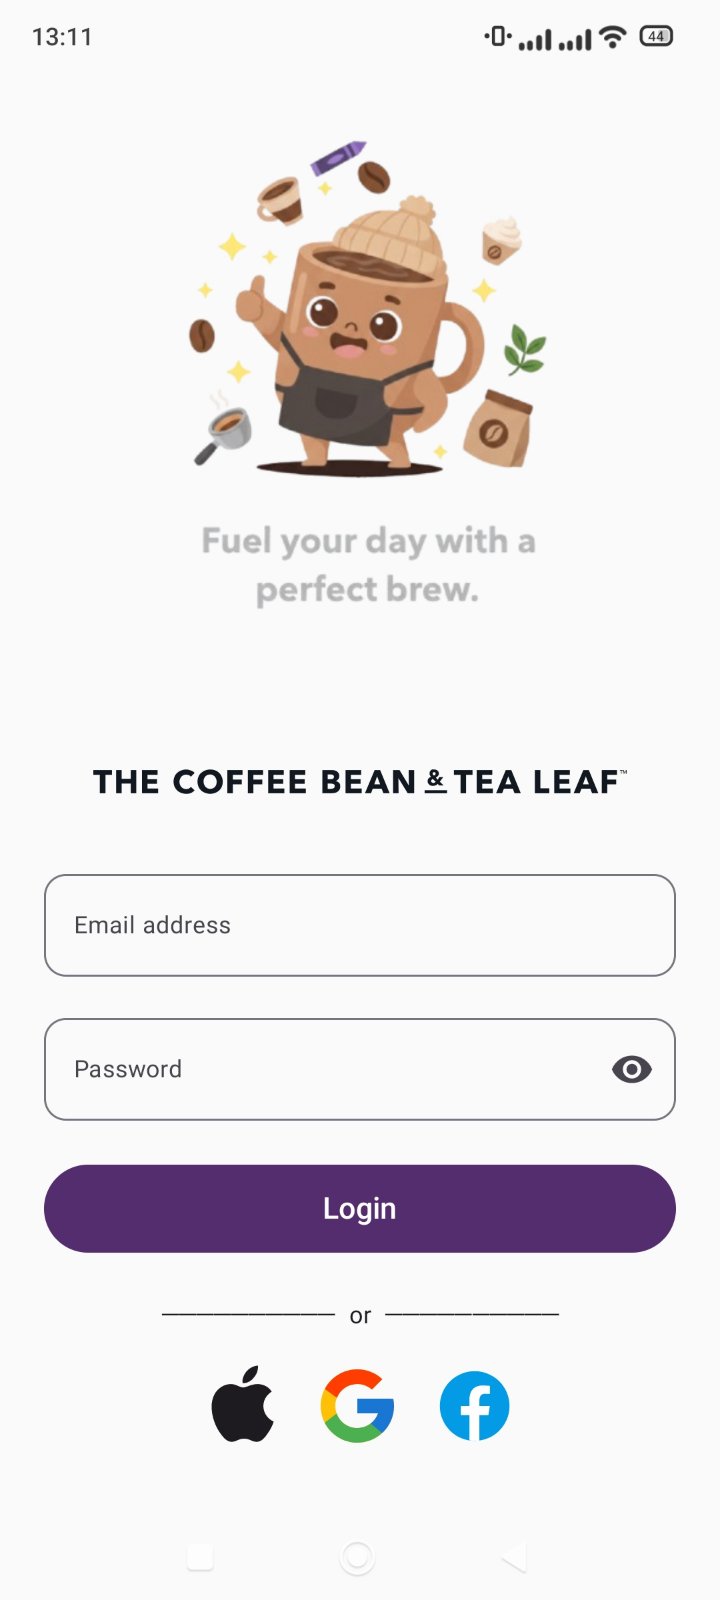 13:11
44
Fuel your day with a
perfect brew.
THE COFFEE BEAN & TEA LEAF™
Email address
Password
Login
or